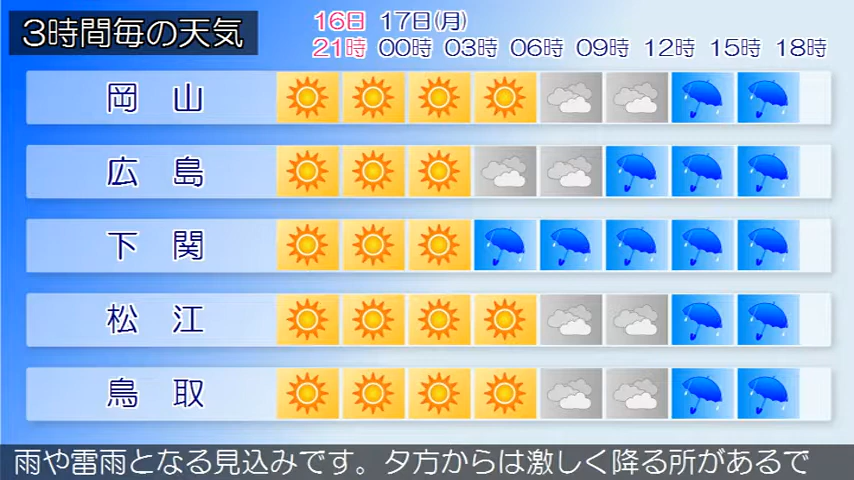 3時間毎の天気
16日 17日(月)
21時 00時 03時 06時 09時 12時 15時 18時
岡 山
広 島
下 関
松 江
鳥 取
雨や雷雨となる見込みです。夕方からは激しく降る所があるで